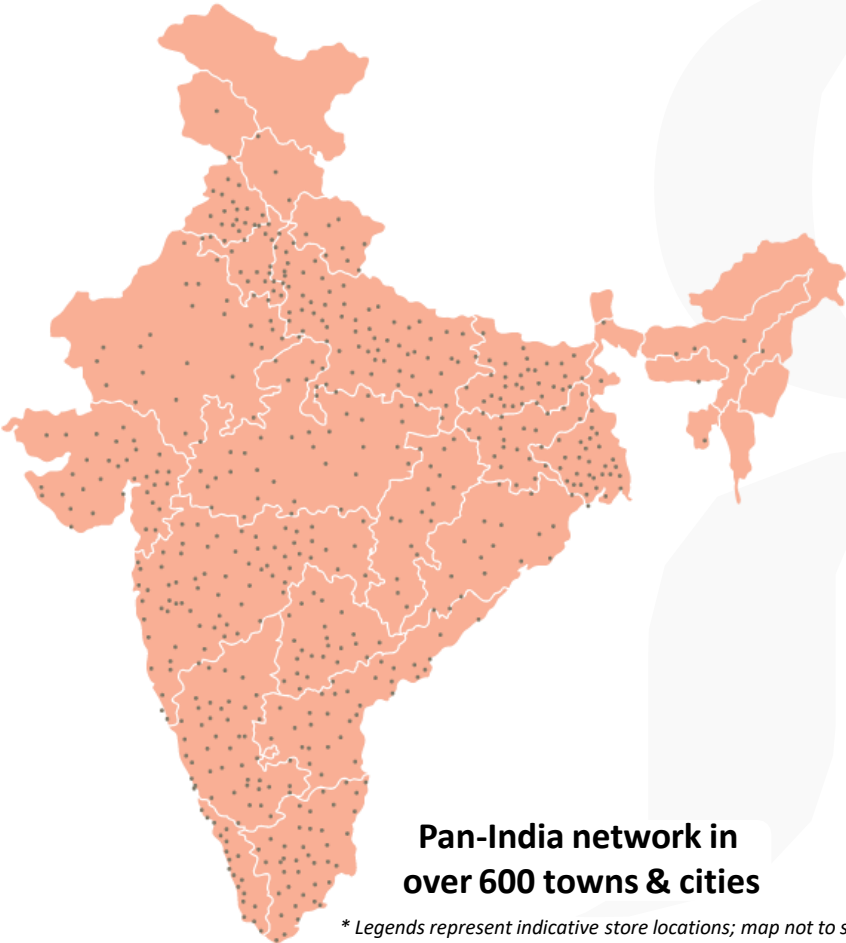 Pan-India network in
over 600 towns & cities
* Legends represent indicative store locations; map not to s